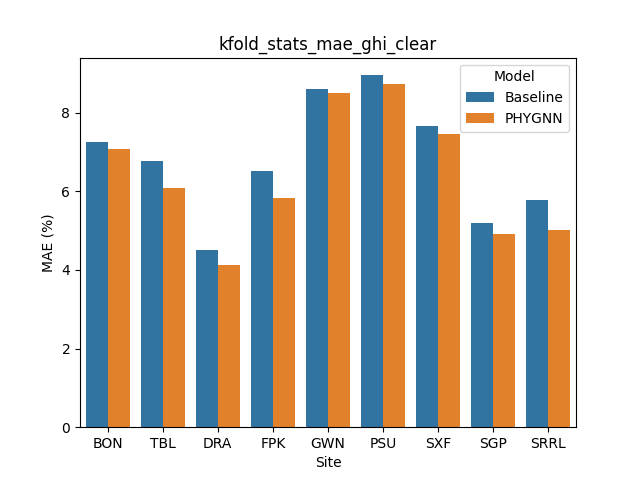 kfold_stats_mae_ghi_clear
Model
Baseline
PHYGNN
MAE (%)
8
6
4
2
0
BON TBL DRA FPK GWN PSU SXF SGP SRRL
Site